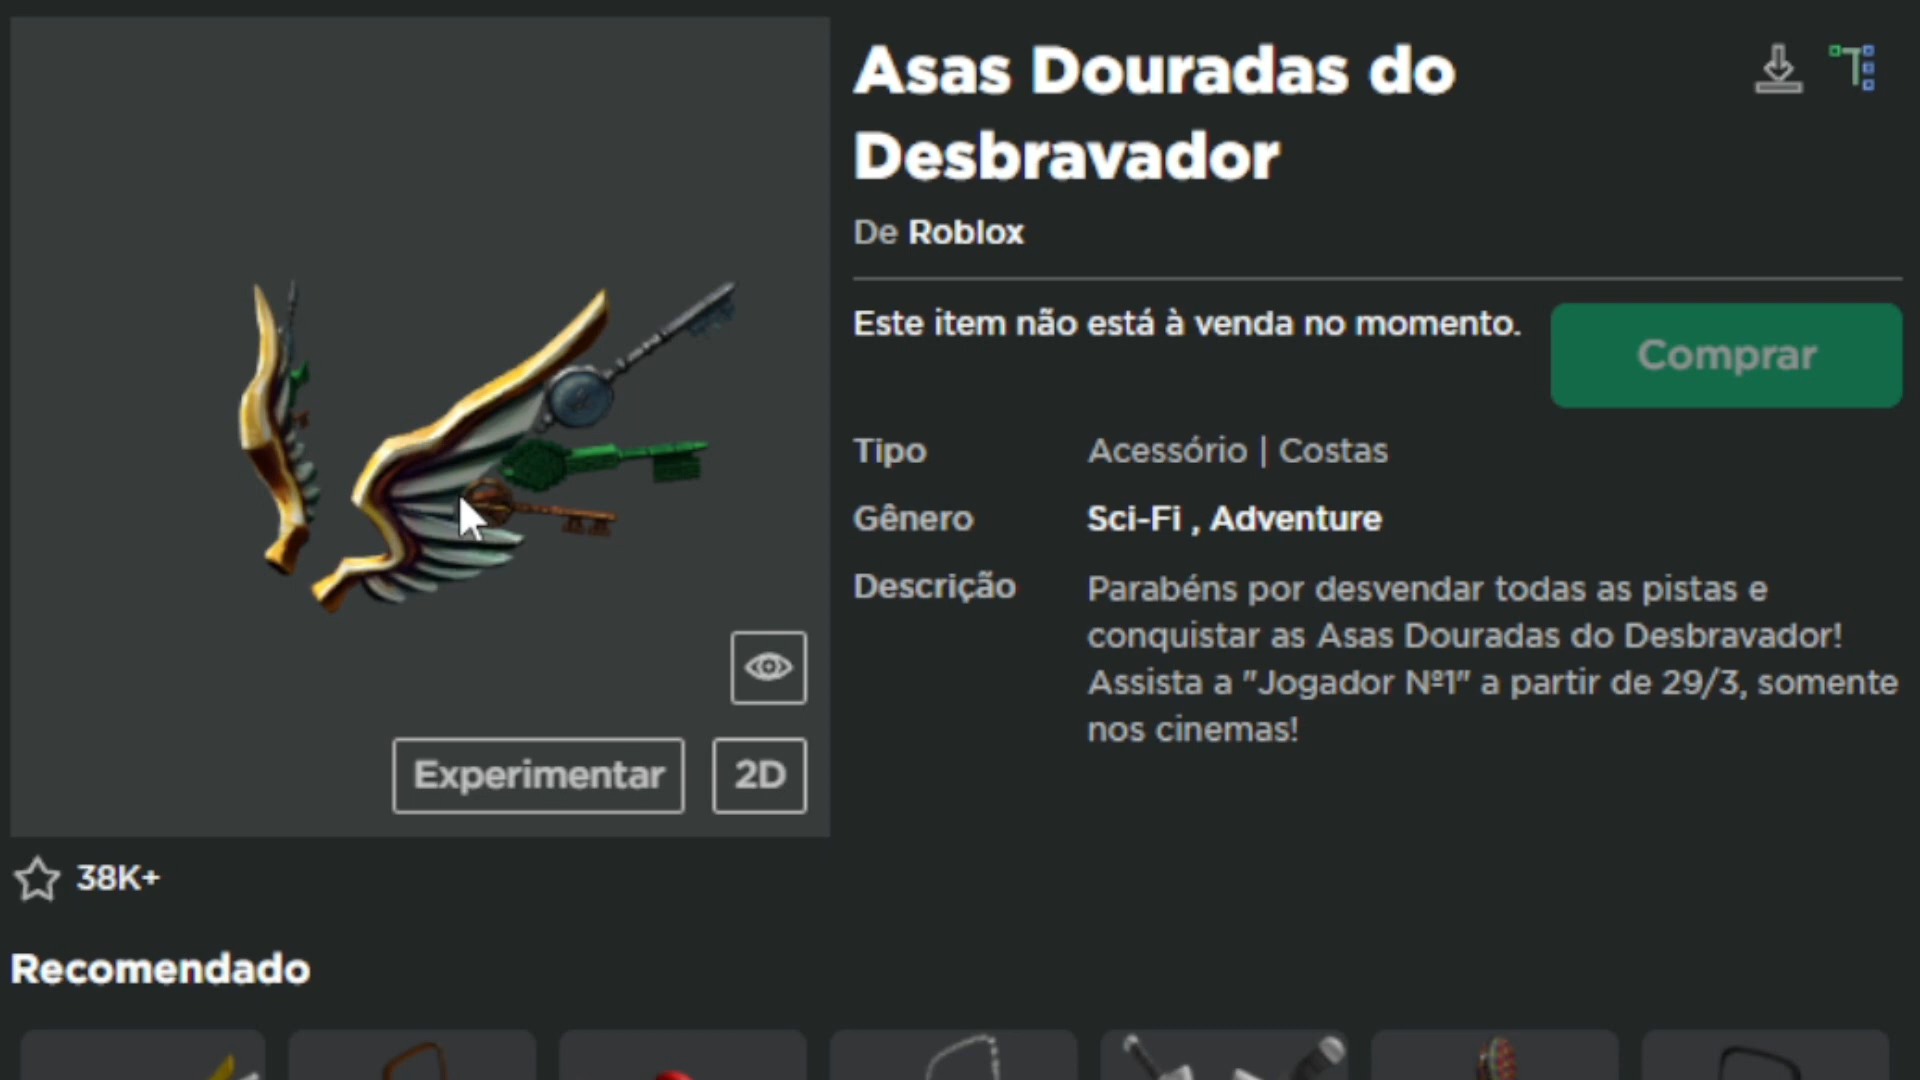 Asas Douradas do
Desbravador
De Roblox
Este item não está à venda no momento.
Comprar
Tipo
Acessório | Costas
Gênero
Sci-Fi , Adventure
Descrição
Parabéns por desvendar todas as pistas e
conquistar as Asas Douradas do Desbravador!
Assista a "Jogador Nº1" a partir de 29/3, somente
nos cinemas!
Experimentar
2D
38K+
Recomendado